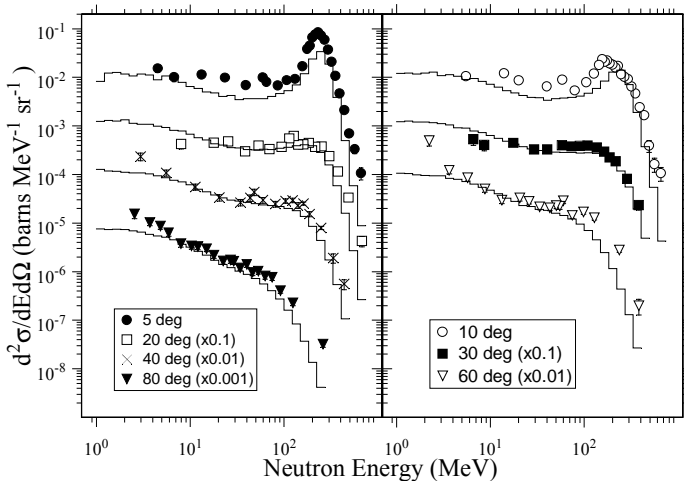 d²σ/dEdΩ (barns MeV⁻¹ sr⁻¹)
10⁻¹
10⁻²
10⁻³
10⁻⁴
10⁻⁵
10⁻⁶
10⁻⁷
10⁻⁸
5 deg
20 deg (x0.1)
40 deg (x0.01)
80 deg (x0.001)
10 deg
30 deg (x0.1)
60 deg (x0.01)
10⁰ 10¹ 10² 10³ 10⁰ 10¹ 10² 10³
Neutron Energy (MeV)